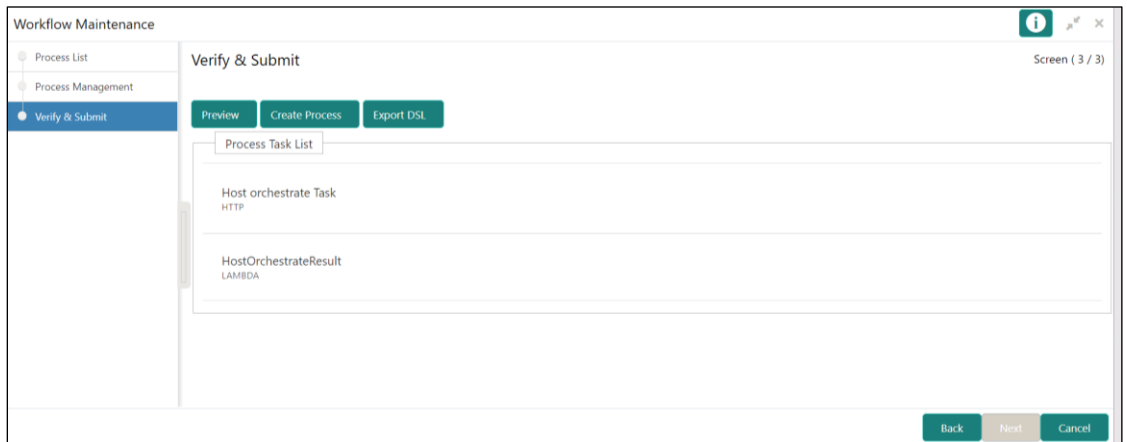 Workflow Maintenance
Process List
Process Management
Verify & Submit
Verify & Submit
Screen ( 3 / 3)
Preview
Create Process
Export DSL
Process Task List
Host orchestrate Task
HTTP
HostOrchestrateResult
LAMBDA
Back
Next
Cancel